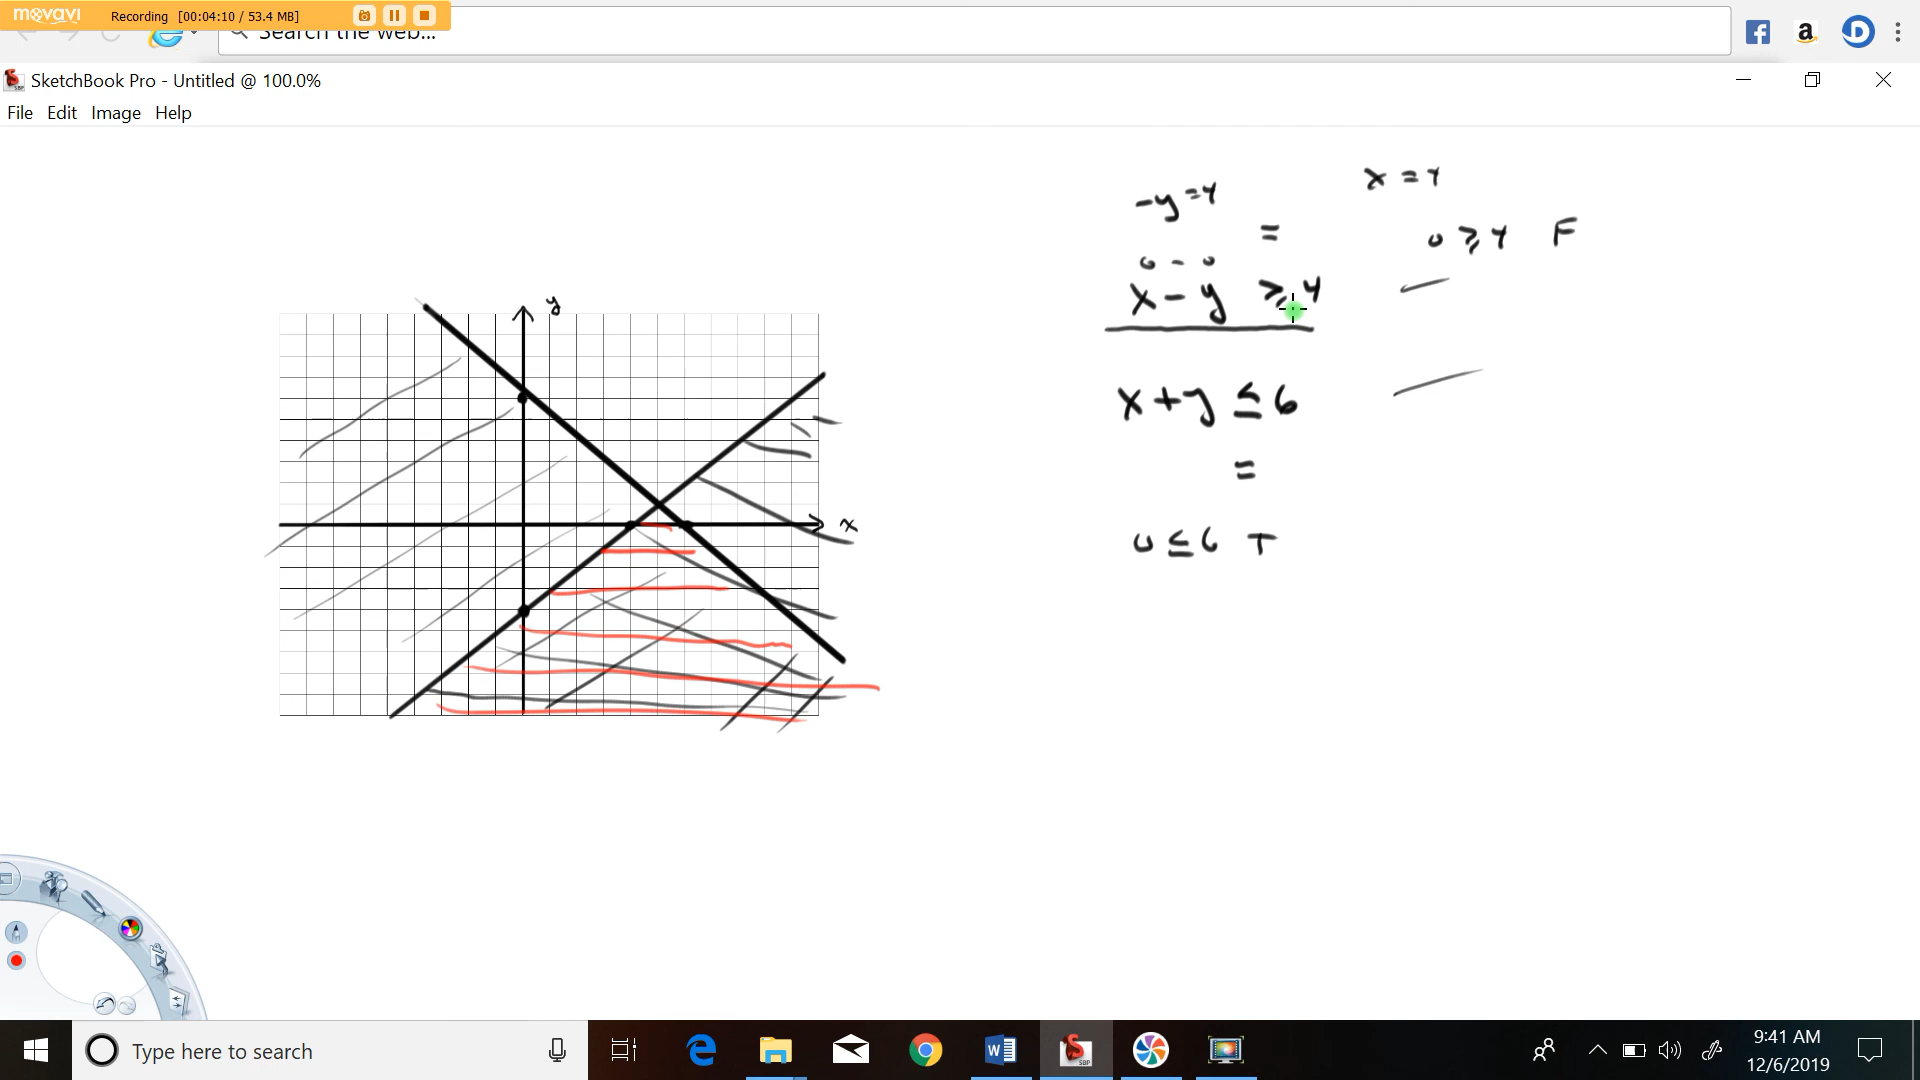 movavi Recording [00:04:10 / 53.4 MB]
Search the web...
SketchBook Pro - Untitled @ 100.0%
File Edit Image Help
-y=4
x = 4
=
0 ≥ 4 F
0 - 0
x - y ≥ 4
x + y ≤ 6
=
0 ≤ 6 T
y
x
Type here to search
9:41 AM
12/6/2019